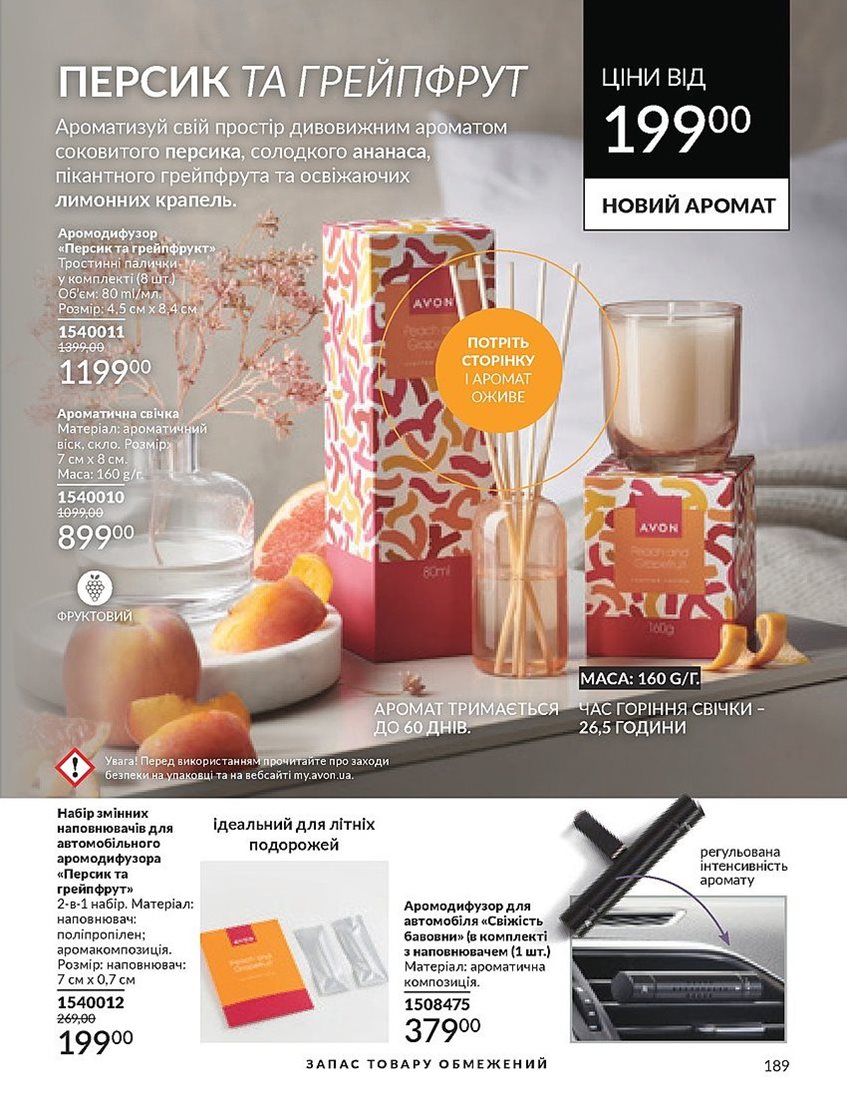 ПЕРСИК ТА ГРЕЙПФРУТ
Ароматизуй свій простір дивовижним ароматом
соковитого персика, солодкого ананаса,
пікантного грейпфрута та освіжаючих
лимонних крапель.
ЦІНИ ВІД
199⁰⁰
НОВИЙ АРОМАТ
Аромодифузор
«Персик та грейпфрукт»
Тростинні палички
у комплекті (8 шт.)
Об'єм: 80 ml/мл.
Розмір: 4,5 см х 8,4 см
1540011
1399,00
1199⁰⁰
Ароматична свічка
Матеріал: ароматичний
віск, скло. Розмір:
7 см х 8 см.
Маса: 160 g/г.
1540010
1099,00
899⁰⁰
ФРУКТОВИЙ
AVON
Peach and
Grapefruit
80ml
ПОТРІТЬ
СТОРІНКУ
І АРОМАТ
ОЖИВЕ
AVON
Peach and
Grapefruit
160g
АРОМАТ ТРИМАЄТЬСЯ
ДО 60 ДНІВ.
МАСА: 160 G/Г.
ЧАС ГОРІННЯ СВІЧКИ –
26,5 ГОДИНИ
Увага! Перед використанням прочитайте про заходи
безпеки на упаковці та на вебсайті my.avon.ua.
Набір змінних
наповнювачів для
автомобільного
аромодифузора
«Персик та
грейпфрут»
2-в-1 набір. Матеріал:
наповнювач:
поліпропілен;
аромакомпозиція.
Розмір: наповнювач:
7 см х 0,7 см
1540012
269,00
199⁰⁰
ідеальний для літніх
подорожей
AVON
Peach and
Grapefruit
Аромодифузор для
автомобіля «Свіжість
бавовни» (в комплекті
з наповнювачем (1 шт.)
Матеріал: ароматична
композиція.
1508475
379⁰⁰
регульована
інтенсивність
аромату
ЗАПАС ТОВАРУ ОБМЕЖЕНИЙ
189